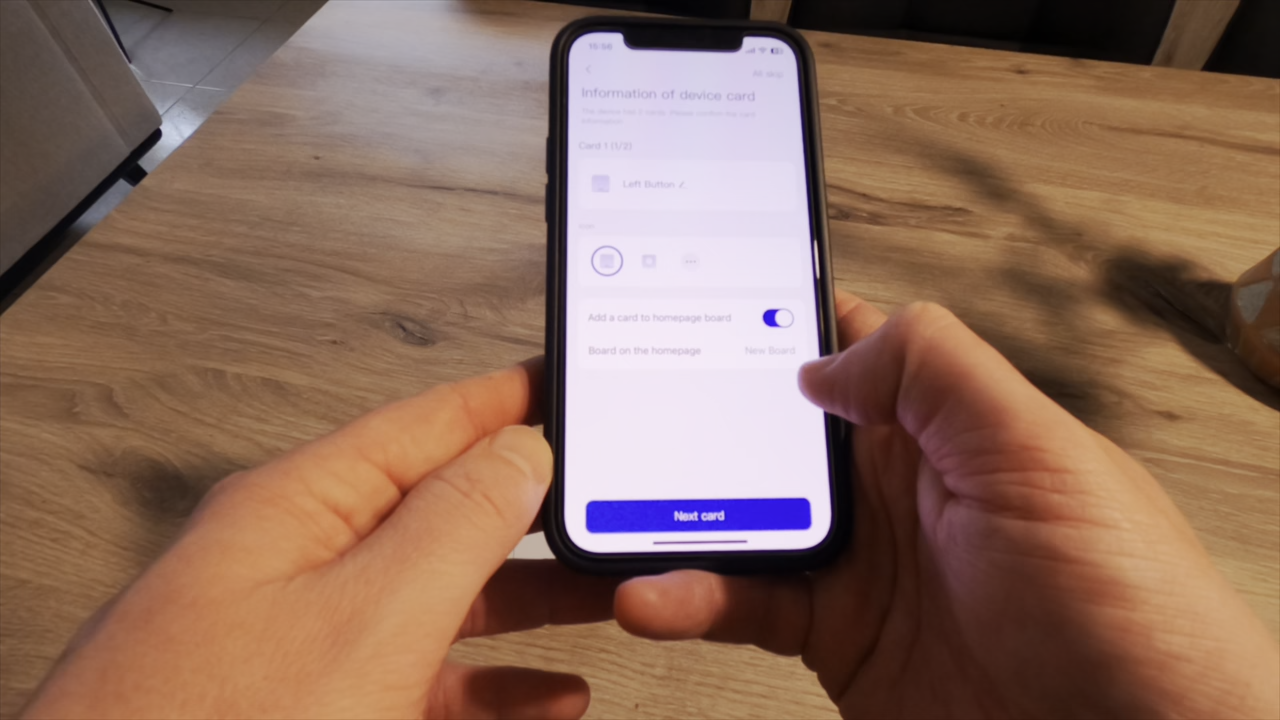 Information of device card
Card 1 (1/2)
Left Button
Add a card to homepage board
Board on the homepage
New Board
Next card